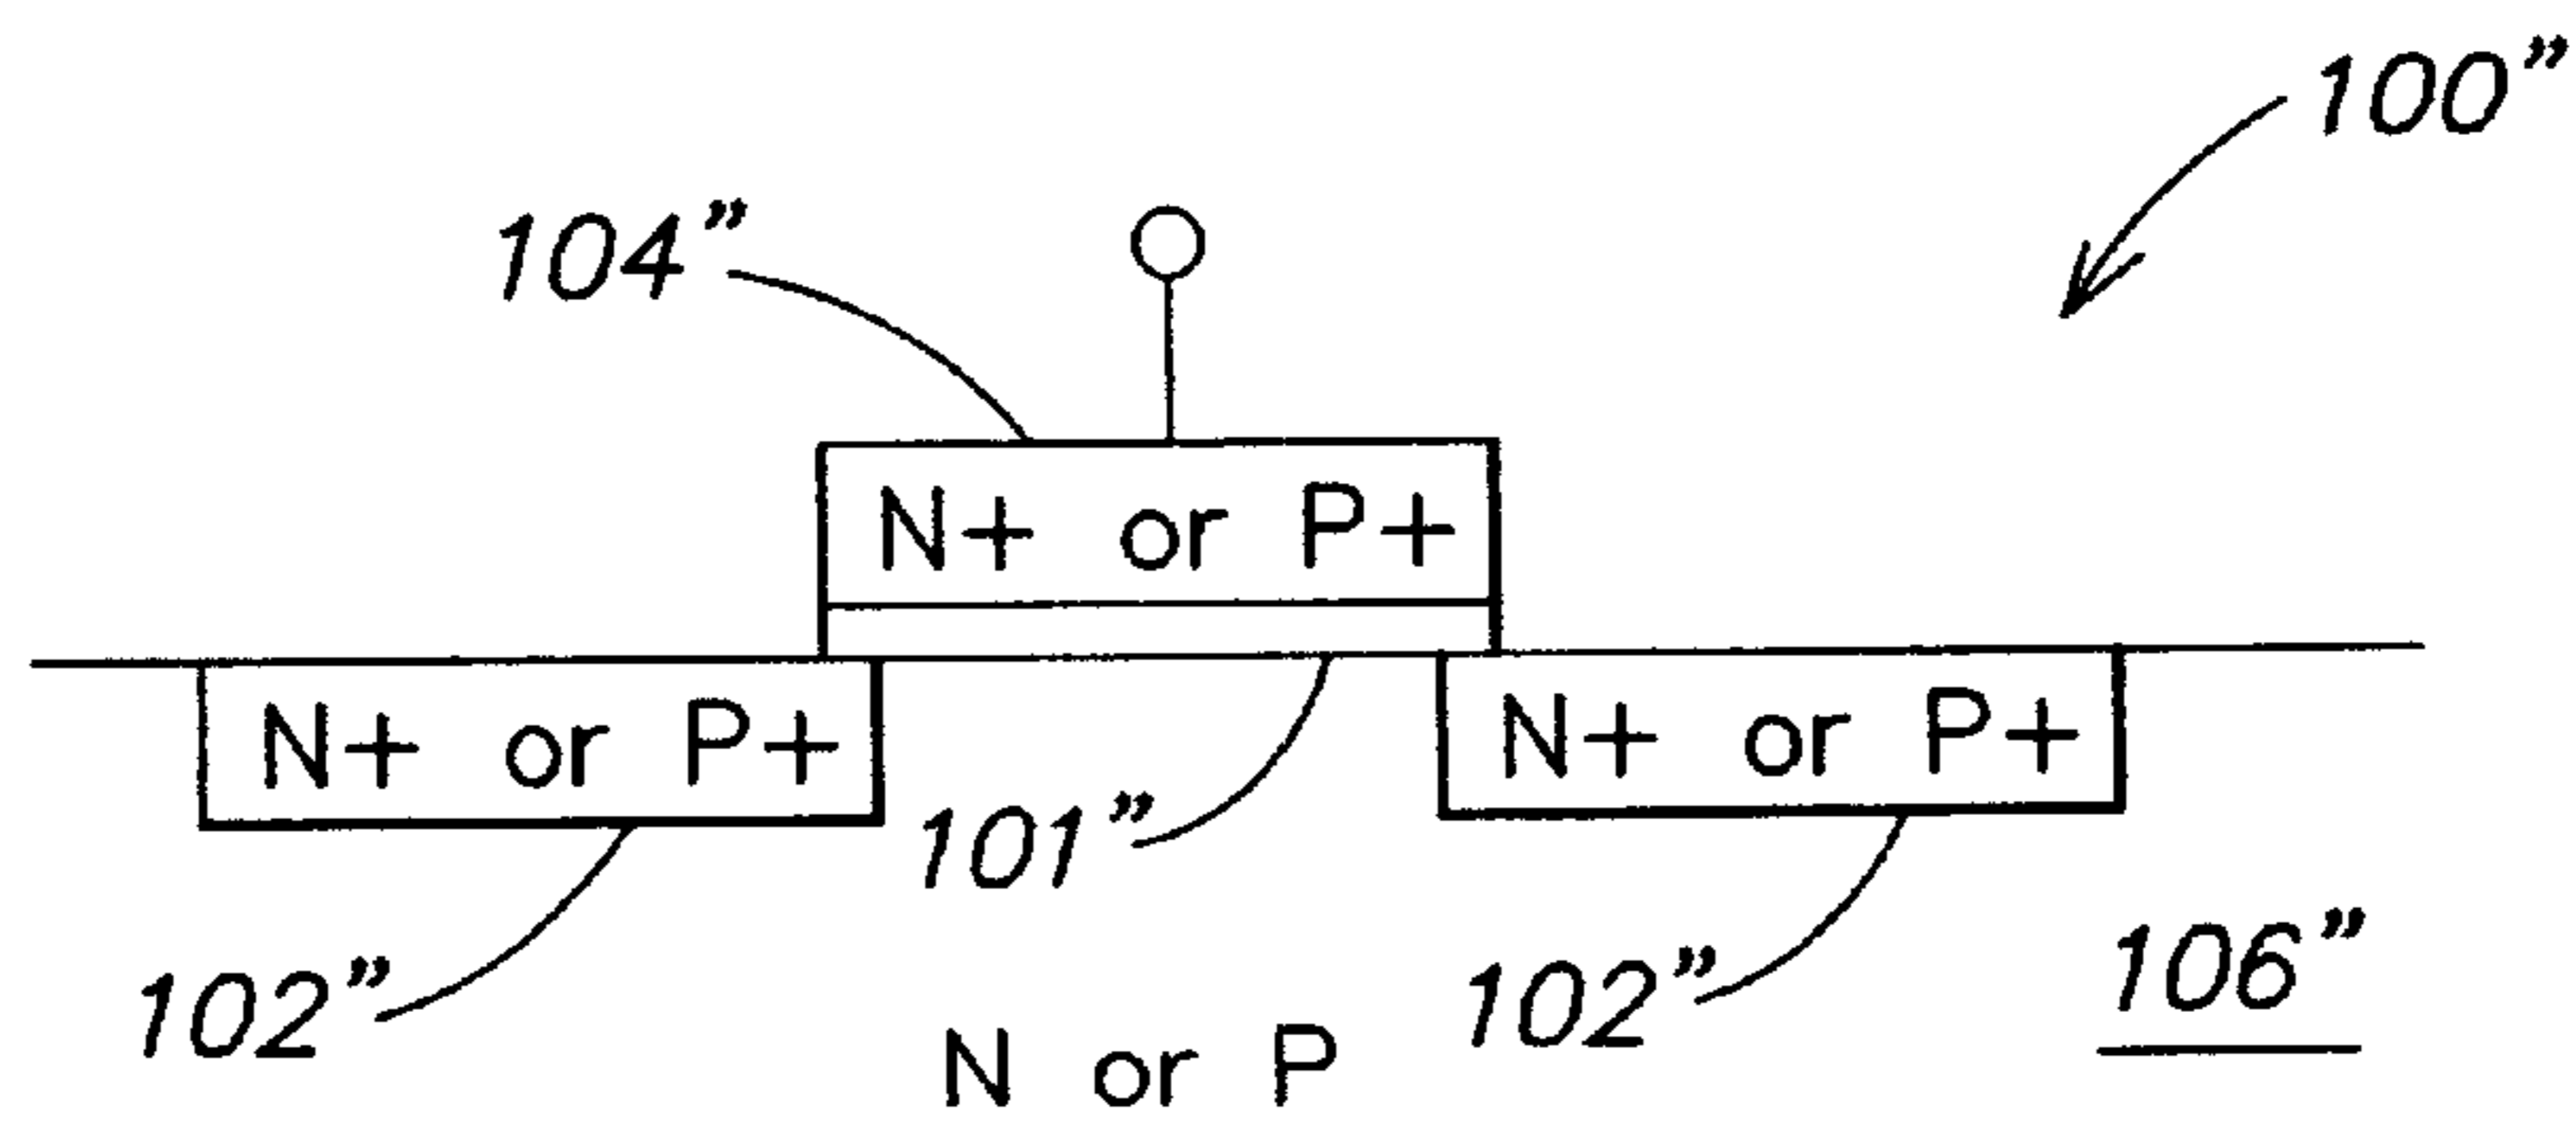 100”
104”
N+ or P+
N+ or P+
N+ or P+
101”
102”
102”
106”
N or P